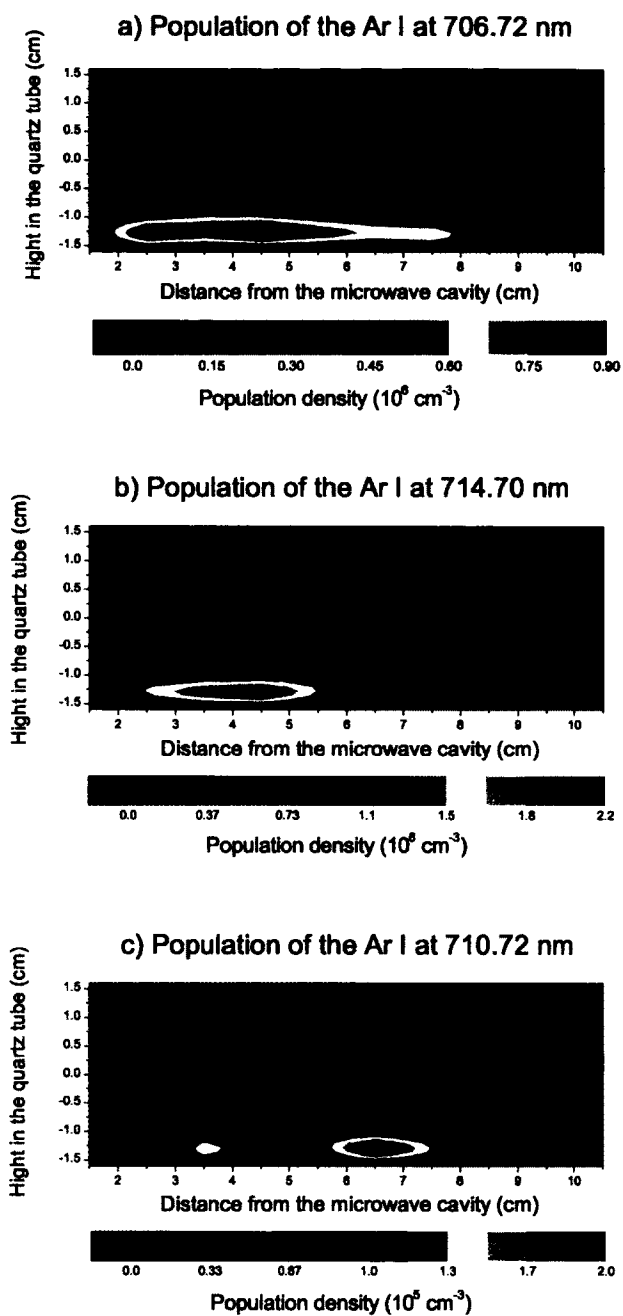 a) Population of the Ar I at 706.72 nm
Hight in the quartz tube (cm)
1.5
1.0
0.5
0.0
-0.5
-1.0
-1.5
2 3 4 5 6 7 8 9 10
Distance from the microwave cavity (cm)
0.0 0.15 0.30 0.45 0.60 0.75 0.90
Population density (10⁶ cm⁻³)
b) Population of the Ar I at 714.70 nm
Hight in the quartz tube (cm)
1.5
1.0
0.5
0.0
-0.5
-1.0
-1.5
2 3 4 5 6 7 8 9 10
Distance from the microwave cavity (cm)
0.0 0.37 0.73 1.1 1.5 1.8 2.2
Population density (10⁶ cm⁻³)
c) Population of the Ar I at 710.72 nm
Hight in the quartz tube (cm)
1.5
1.0
0.5
0.0
-0.5
-1.0
-1.5
2 3 4 5 6 7 8 9 10
Distance from the microwave cavity (cm)
0.0 0.33 0.67 1.0 1.3 1.7 2.0
Population density (10⁵ cm⁻³)